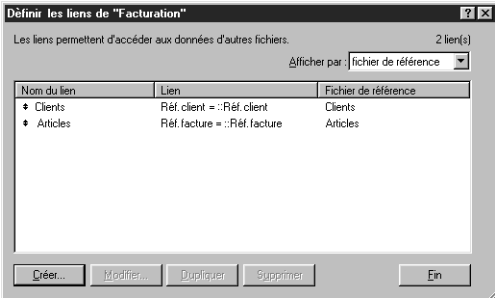 Dèfinir les liens de "Facturation"
Les liens permettent d'accéder aux données d'autres fichiers.
2 lien(s)
Afficher par : fichier de référence
Nom du lien Lien Fichier de référence
Clients Réf. client = ::Réf. client Clients
Articles Réf. facture = ::Réf. facture Articles
Créer... Modifier... Dupliquer Supprimer Fin